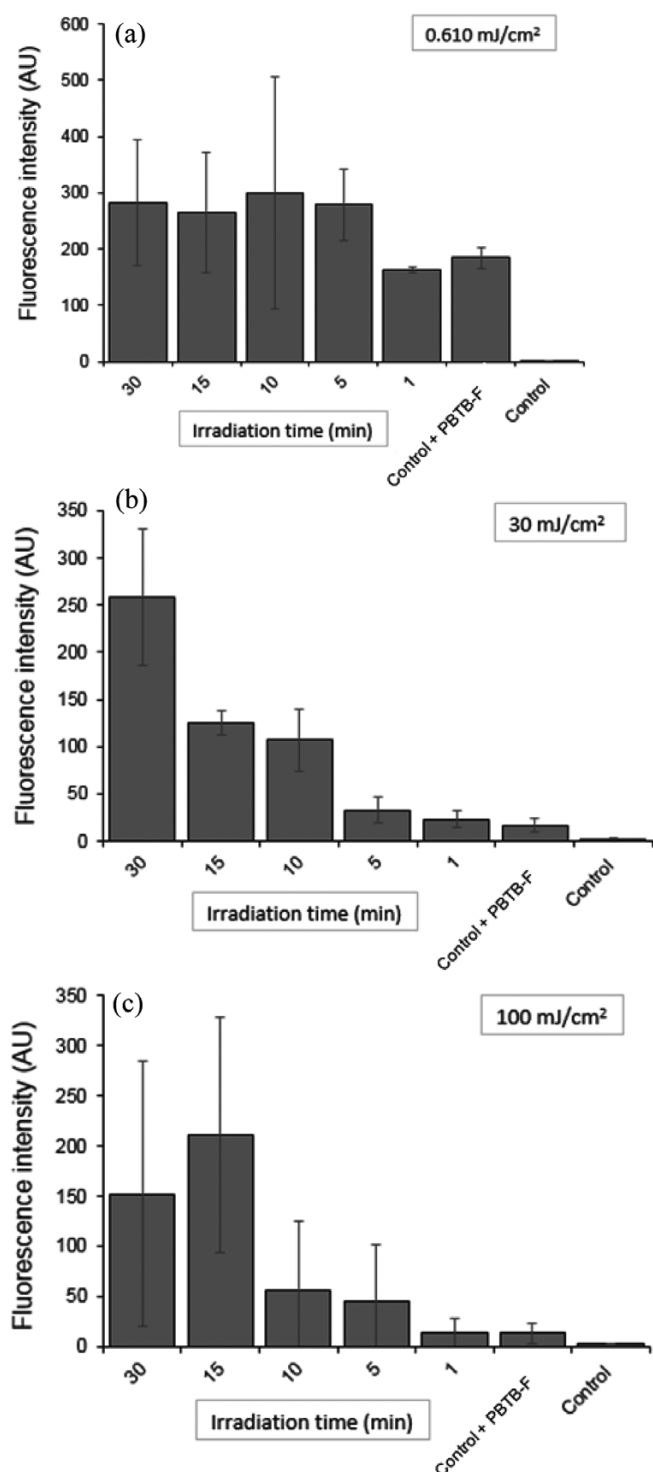 (a)
0.610 mJ/cm²
Fluorescence intensity (AU)
600
500
400
300
200
100
0
30
15
10
5
1
Control + PBTB-F
Control
Irradiation time (min)
(b)
30 mJ/cm²
Fluorescence intensity (AU)
350
300
250
200
150
100
50
0
30
15
10
5
1
Control + PBTB-F
Control
Irradiation time (min)
(c)
100 mJ/cm²
Fluorescence intensity (AU)
350
300
250
200
150
100
50
0
30
15
10
5
1
Control + PBTB-F
Control
Irradiation time (min)